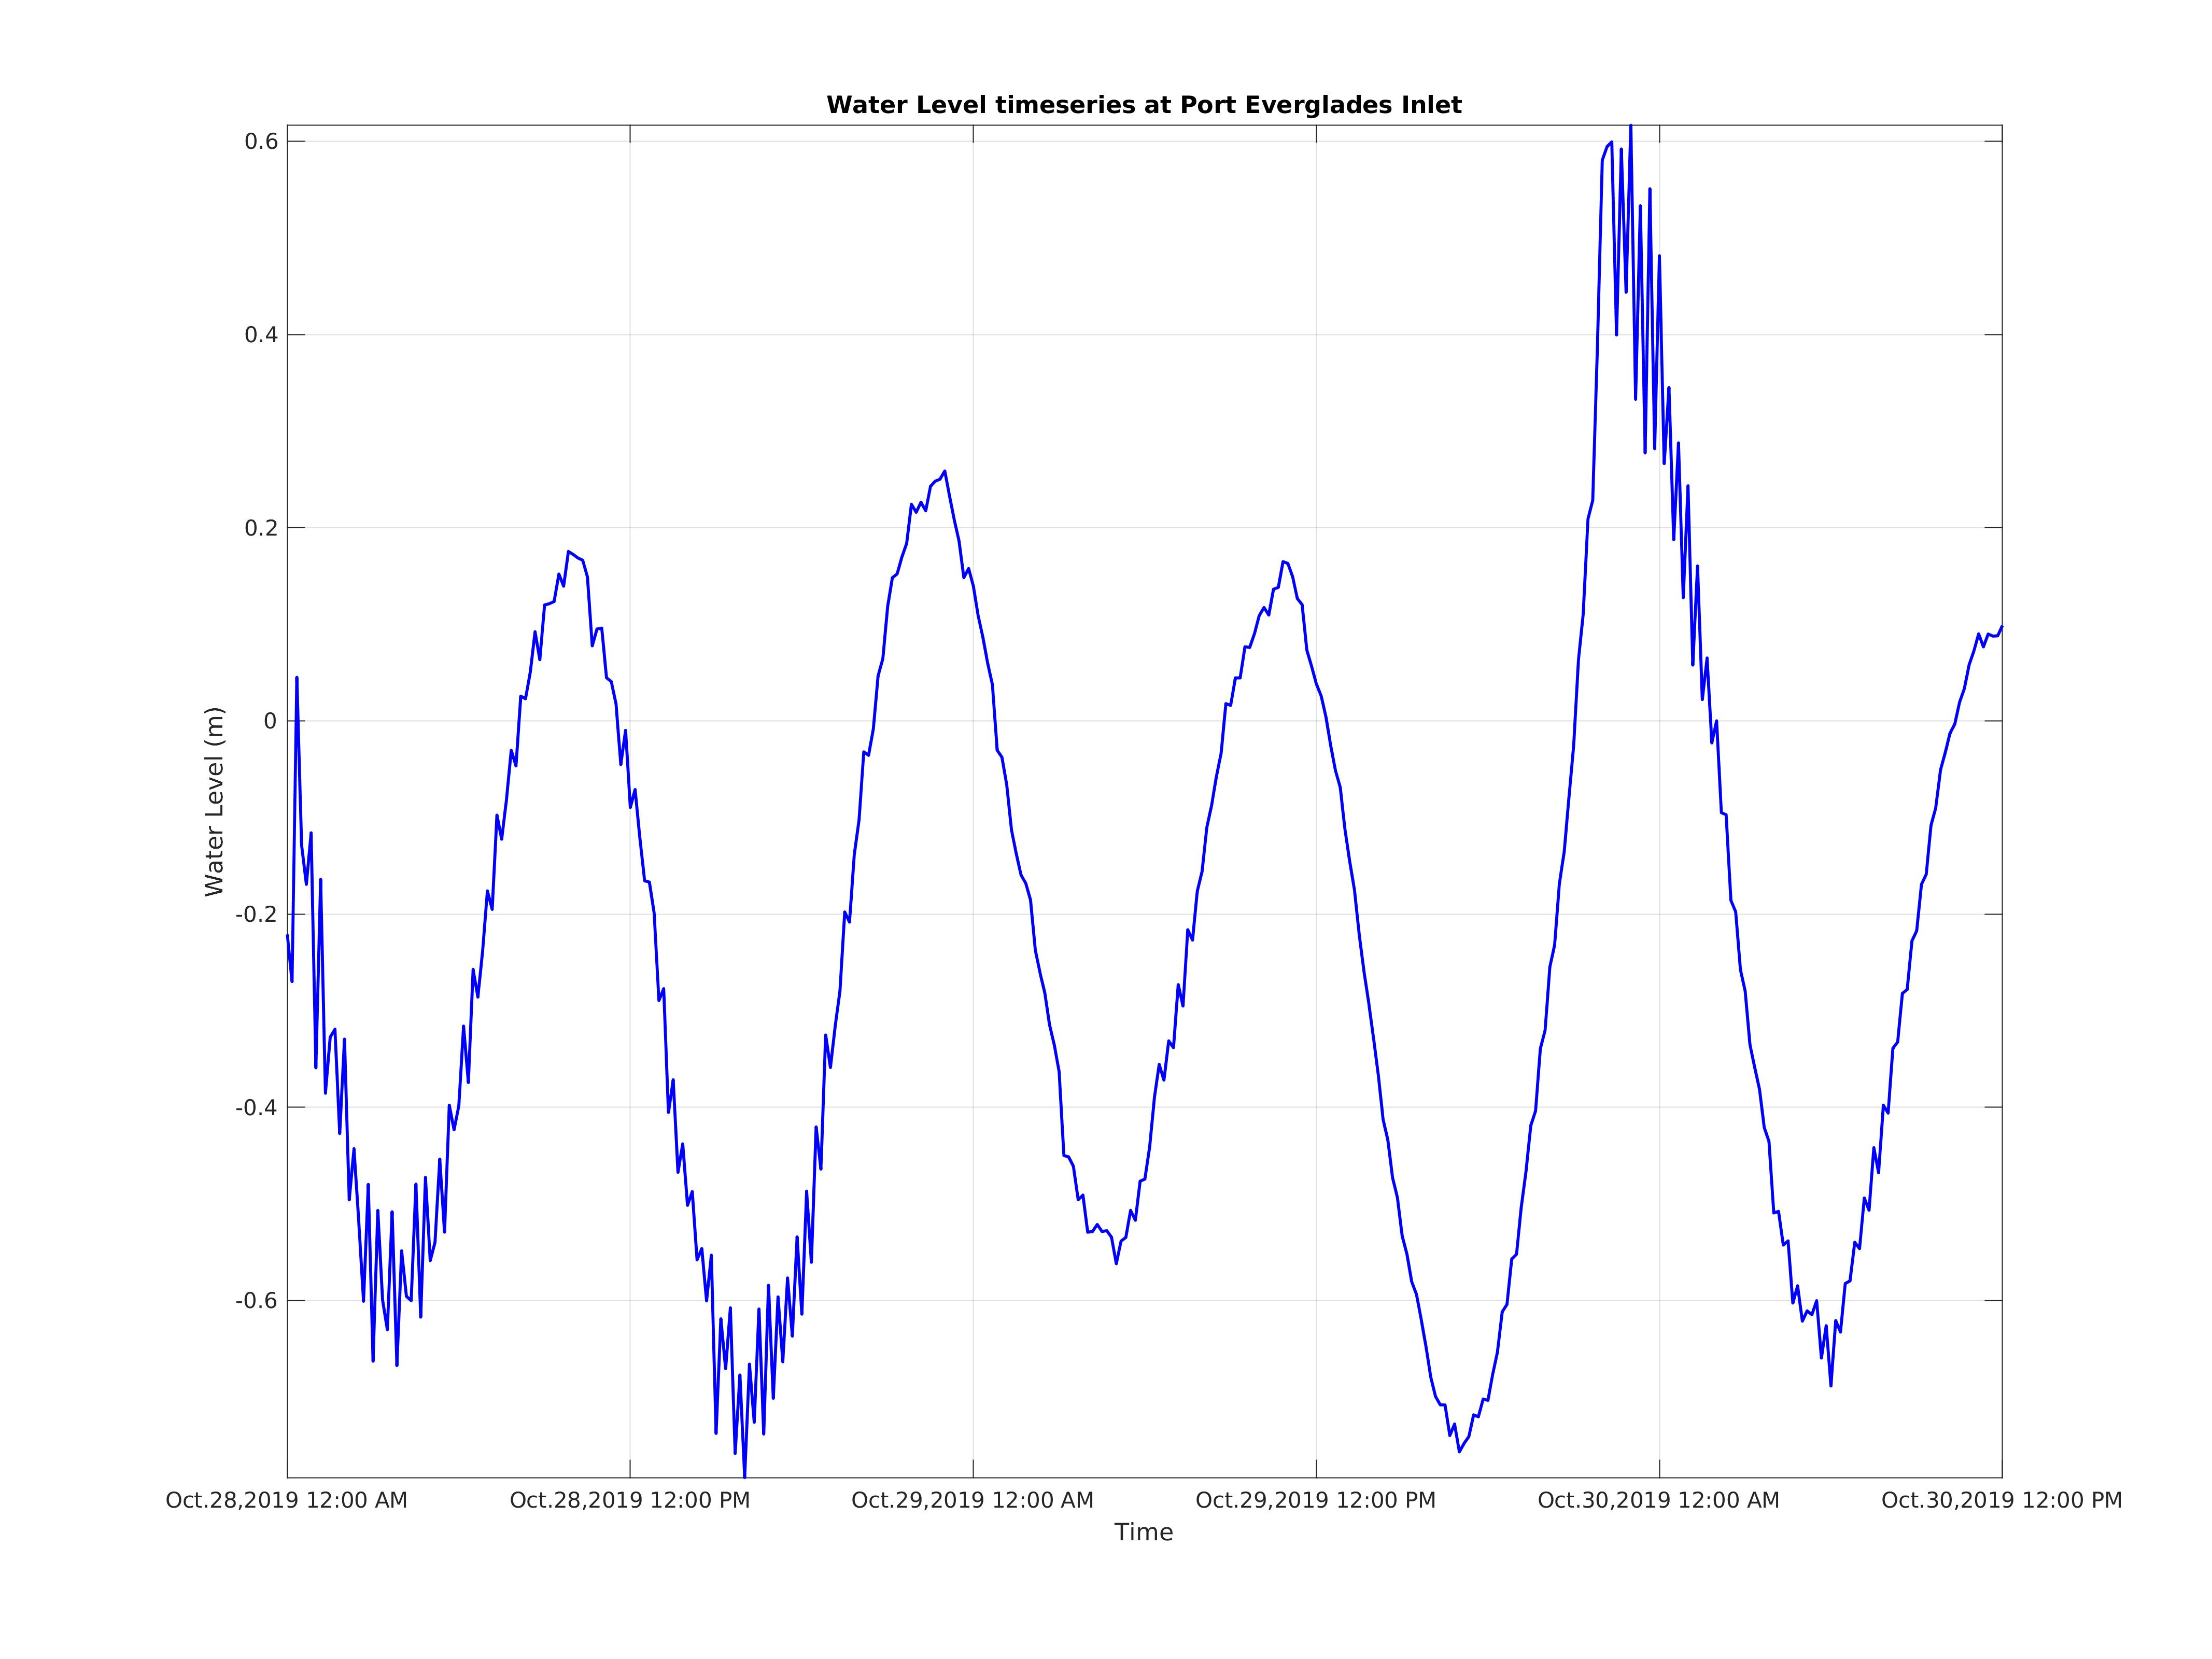 Water Level timeseries at Port Everglades Inlet
0.6
0.4
0.2
0
-0.2
-0.4
-0.6
Water Level (m)
Oct.28,2019 12:00 AM Oct.28,2019 12:00 PM Oct.29,2019 12:00 AM Oct.29,2019 12:00 PM Oct.30,2019 12:00 AM Oct.30,2019 12:00 PM
Time